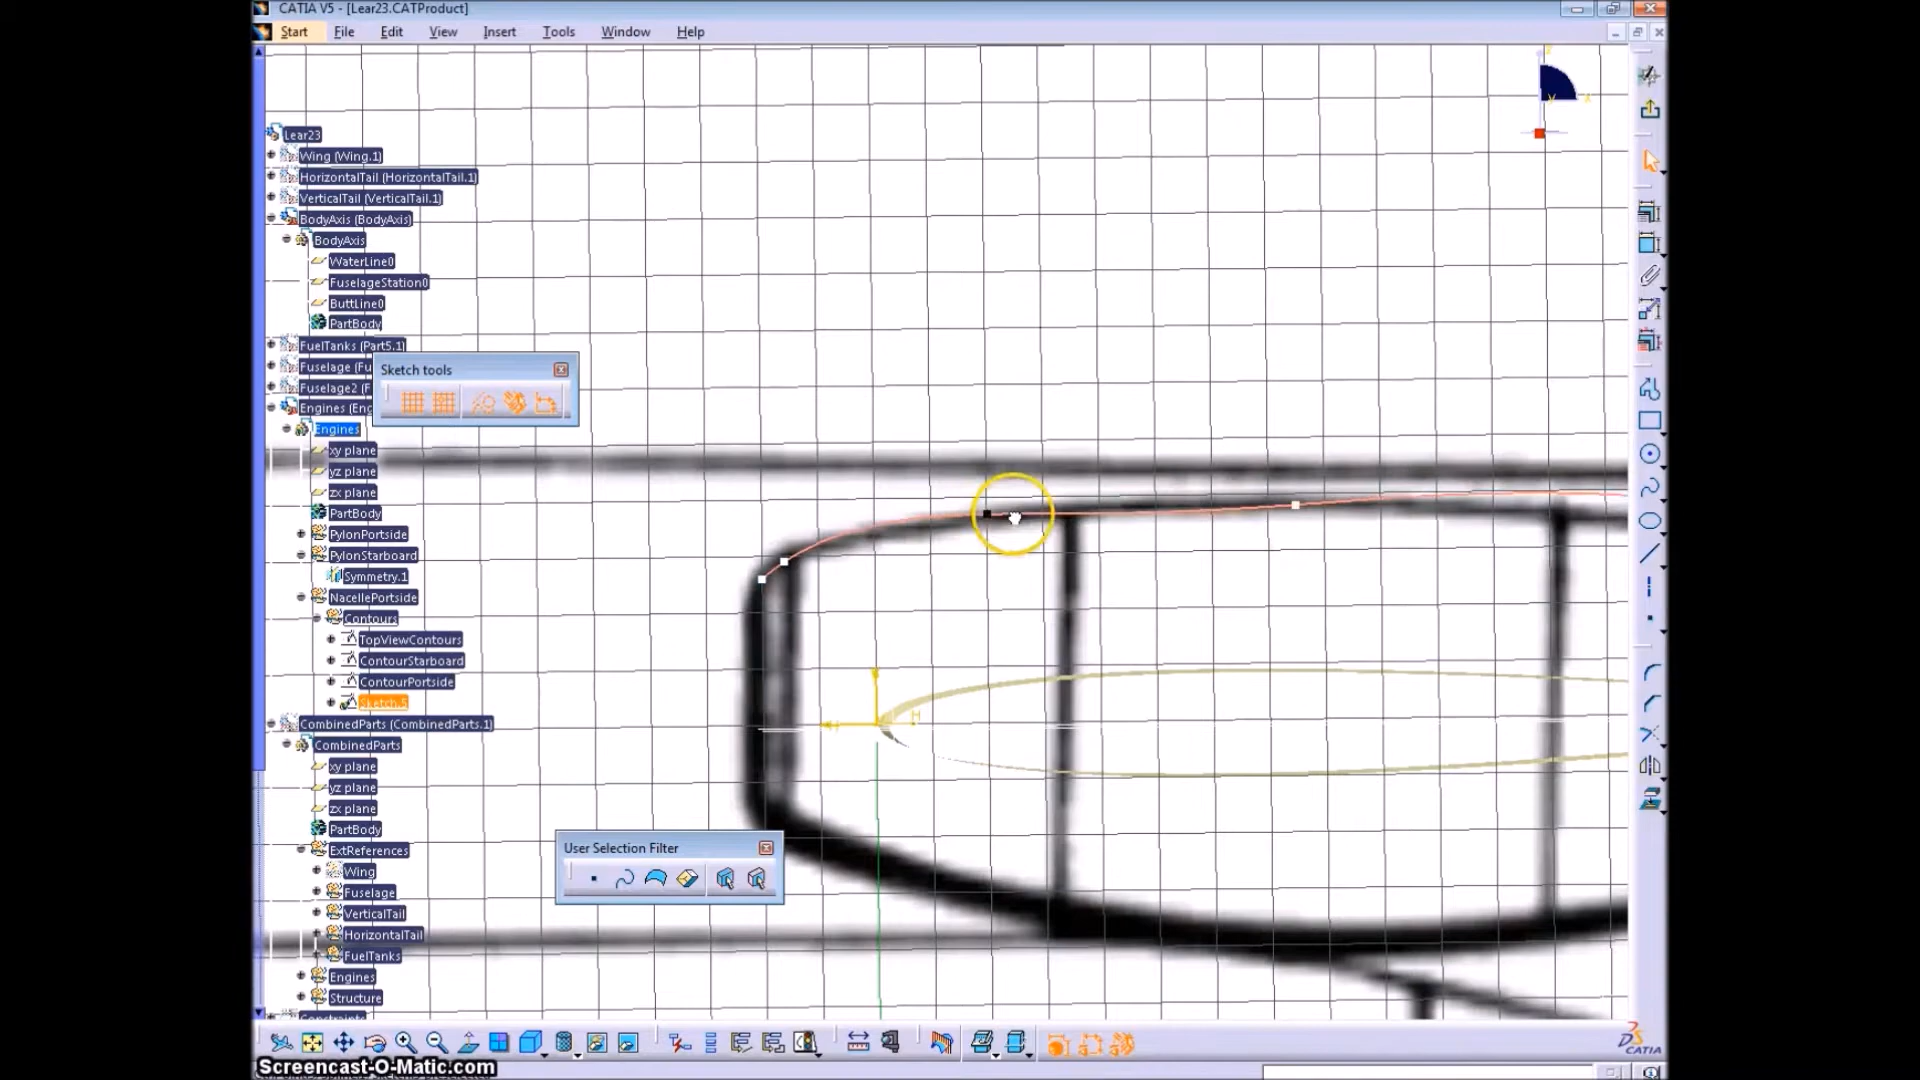 CATIA V5 - [Lear23.CATProduct]
Start File Edit View Insert Tools Window Help
Lear23
Wing (Wing.1)
HorizontalTail (HorizontalTail.1)
VerticalTail (VerticalTail.1)
BodyAxis (BodyAxis)
BodyAxis
WaterLine0
FuselageStation0
ButtLine0
PartBody
FuelTanks (Part5.1)
Fuselage (Fu
Fuselage2 (F
Engines (Eng
Sketch tools
Engines
xy plane
yz plane
zx plane
PartBody
PylonPortside
PylonStarboard
Symmetry.1
NacellePortside
Contours
TopViewContours
ContourStarboard
ContourPortside
Sketch.5
CombinedParts (CombinedParts.1)
CombinedParts
xy plane
yz plane
zx plane
PartBody
ExtReferences
Wing
Fuselage
VerticalTail
HorizontalTail
FuelTanks
Engines
Structure
Constraints
User Selection Filter
H
x
y
CATIA
Screencast-O-Matic.com